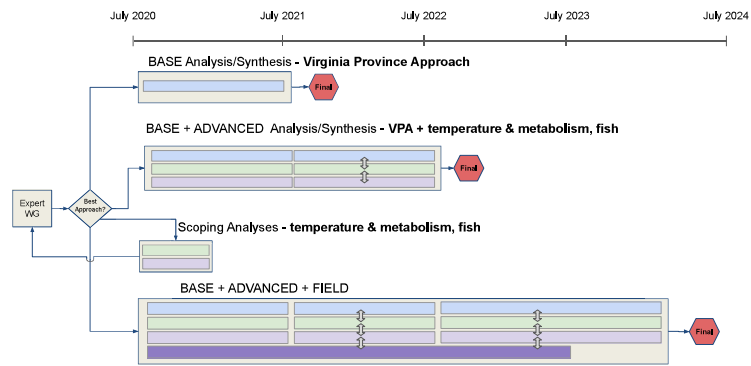 July 2020 July 2021 July 2022 July 2023 July 2024
BASE Analysis/Synthesis - Virginia Province Approach
Final
BASE + ADVANCED Analysis/Synthesis - VPA + temperature & metabolism, fish
Final
Expert
WG
Best
Approach?
Scoping Analyses - temperature & metabolism, fish
BASE + ADVANCED + FIELD
Final